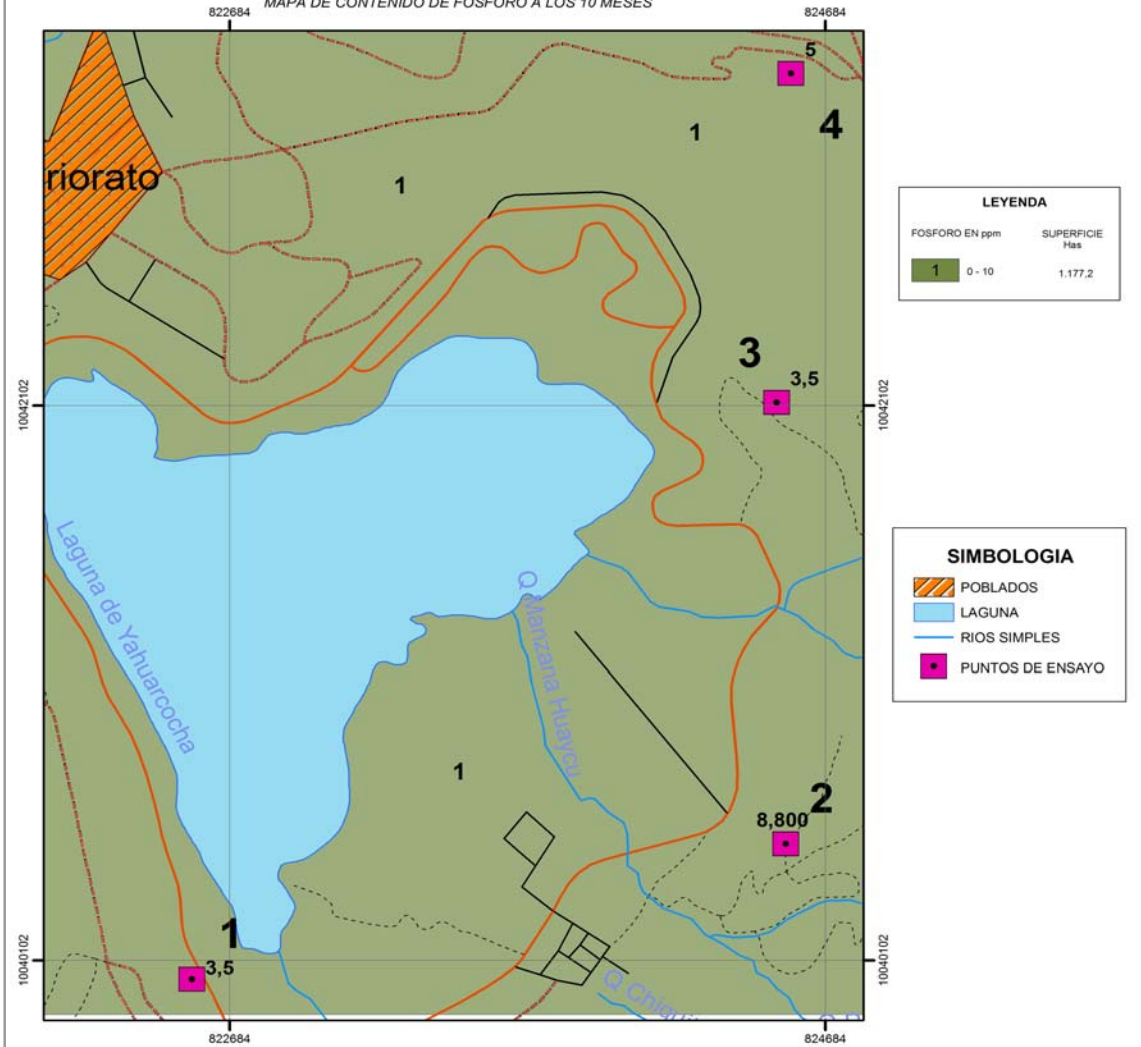 MAPA DE CONTENIDO DE FOSFORO A LOS 10 MESES
822684
824684
5
4
1
riorato
1
LEYENDA
FOSFORO EN ppm
SUPERFICIE
Has
1
0 - 10
1.177,2
3
3,5
10042102
10042102
Laguna de Yahuarcocha
Q Manzana Huaycu
SIMBOLOGIA
POBLADOS
LAGUNA
RIOS SIMPLES
PUNTOS DE ENSAYO
1
2
8,800
1
3,5
10040102
10040102
822684
824684